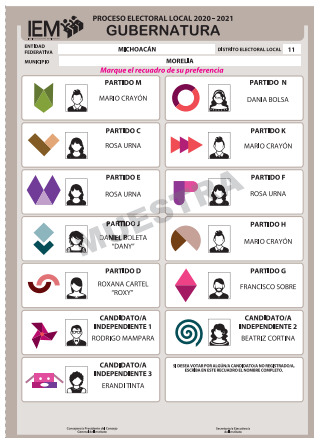 IEM
PROCESO ELECTORAL LOCAL 2020 – 2021
GUBERNATURA
ENTIDAD FEDERATIVA
MICHOACÁN
DISTRITO ELECTORAL LOCAL 11
MUNICIPIO
MORELIA
Marque el recuadro de su preferencia
PARTIDO M
MARIO CRAYÓN
PARTIDO N
DANIA BOLSA
PARTIDO C
ROSA URNA
PARTIDO K
MARIO CRAYÓN
PARTIDO E
ROSA URNA
PARTIDO F
ROSA URNA
PARTIDO J
DANIEL BOLETA
"DANY"
PARTIDO H
MARIO CRAYÓN
PARTIDO D
ROXANA CARTEL
"ROXY"
PARTIDO G
FRANCISCO SOBRE
CANDIDATO/A
INDEPENDIENTE 1
RODRIGO MAMPARA
CANDIDATO/A
INDEPENDIENTE 2
BEATRIZ CORTINA
CANDIDATO/A
INDEPENDIENTE 3
ERANDI TINTA
SI DESEA VOTAR POR ALGÚN/A CANDIDATO/A NO REGISTRADO/A,
ESCRIBA EN ESTE RECUADRO EL NOMBRE COMPLETO.
MUESTRA